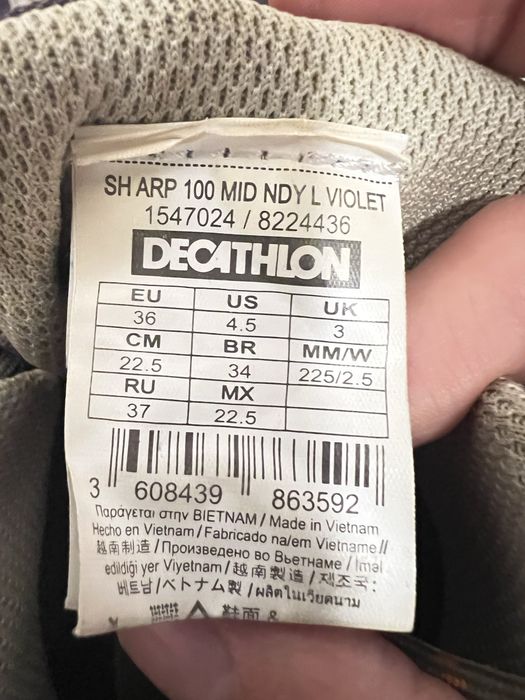 SH ARP 100 MID NDY L VIOLET
1547024 / 8224436
DECATHLON
EU US UK
36 4.5 3
CM BR MM/W
22.5 34 225/2.5
RU MX
37 22.5
3 608439 863592
Παράγεται στην ΒΙΕΤΝΑΜ / Made in Vietnam
Hecho en Vietnam / Fabricado na/em Vietname //
越南制造 / Произведено во Вьетнаме / Imal
edildiği yer Viyetnam / 越南製造 / 제조국 :
베트남 / ベトナム製 / ผลิตในเวียดนาม
鞋面 &